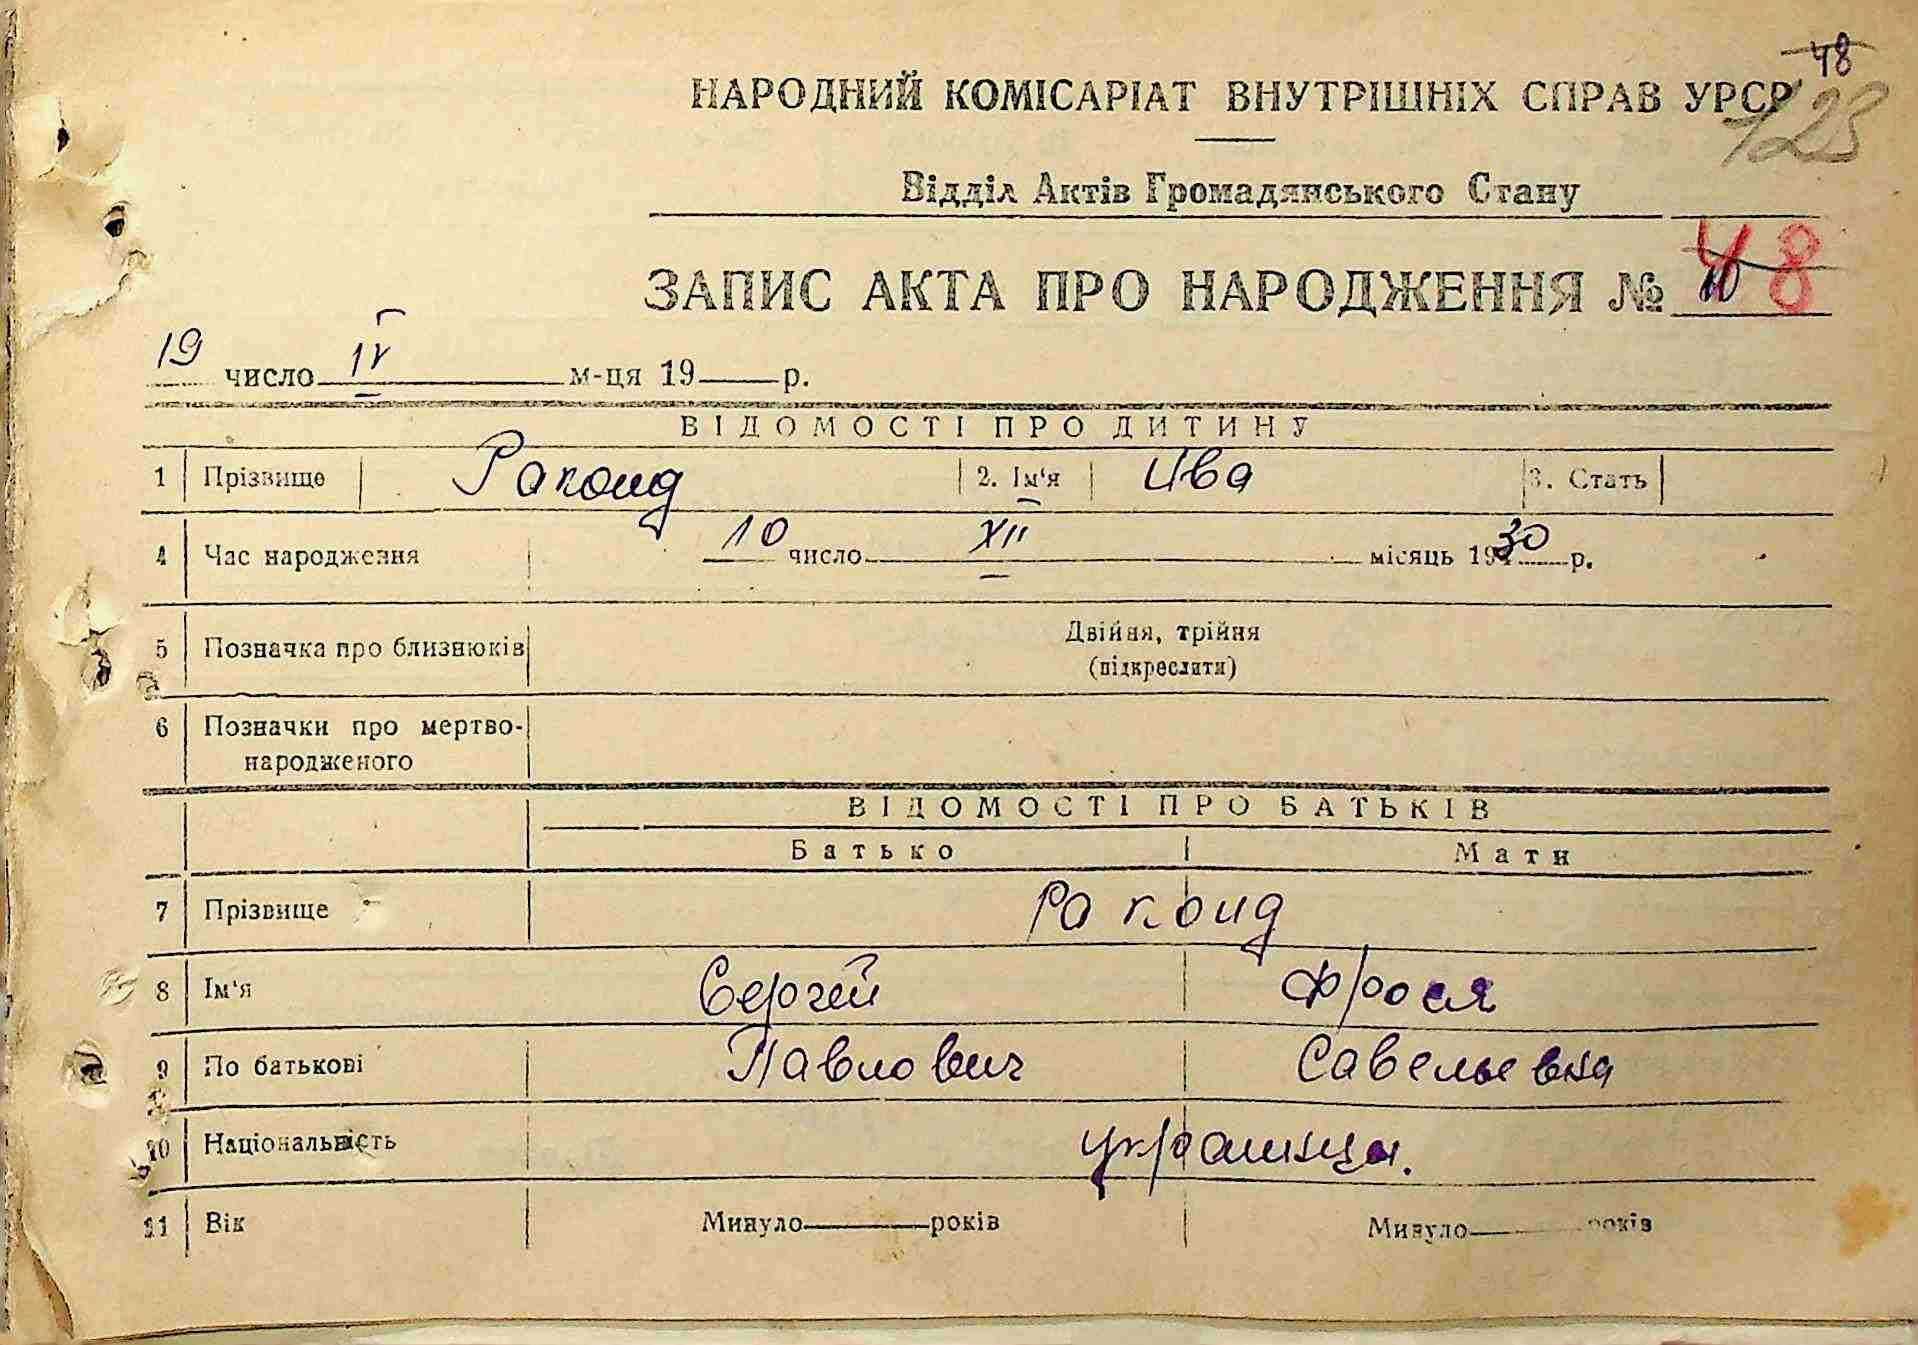 48
НАРОДНИЙ КОМІСАРІАТ ВНУТРІШНІХ СПРАВ УРСР
123
Відділ Актів Громадянського Стану
ЗАПИС АКТА ПРО НАРОДЖЕННЯ № 10 48
19 число IV м-ця 19 р.
ВІДОМОСТІ ПРО ДИТИНУ
1 Прізвище Ракоид 2. Ім'я Ива 3. Стать
4 Час народження 10 число XII місяць 1930 р.
5 Позначка про близнюків Двійня, трійня
(підкреслити)
6 Позначки про мертво-
народженого
ВІДОМОСТІ ПРО БАТЬКІВ
Батько Мати
7 Прізвище Ракоид
8 Ім'я Сергей Фрося
9 По батькові Павлович Савельевна
10 Національність украинцы.
11 Вік Минуло років Минуло років